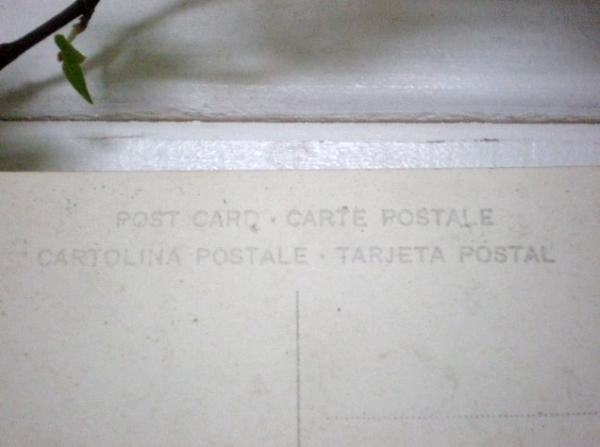 POST CARD · CARTE POSTALE
CARTOLINA POSTALE · TARJETA POSTAL